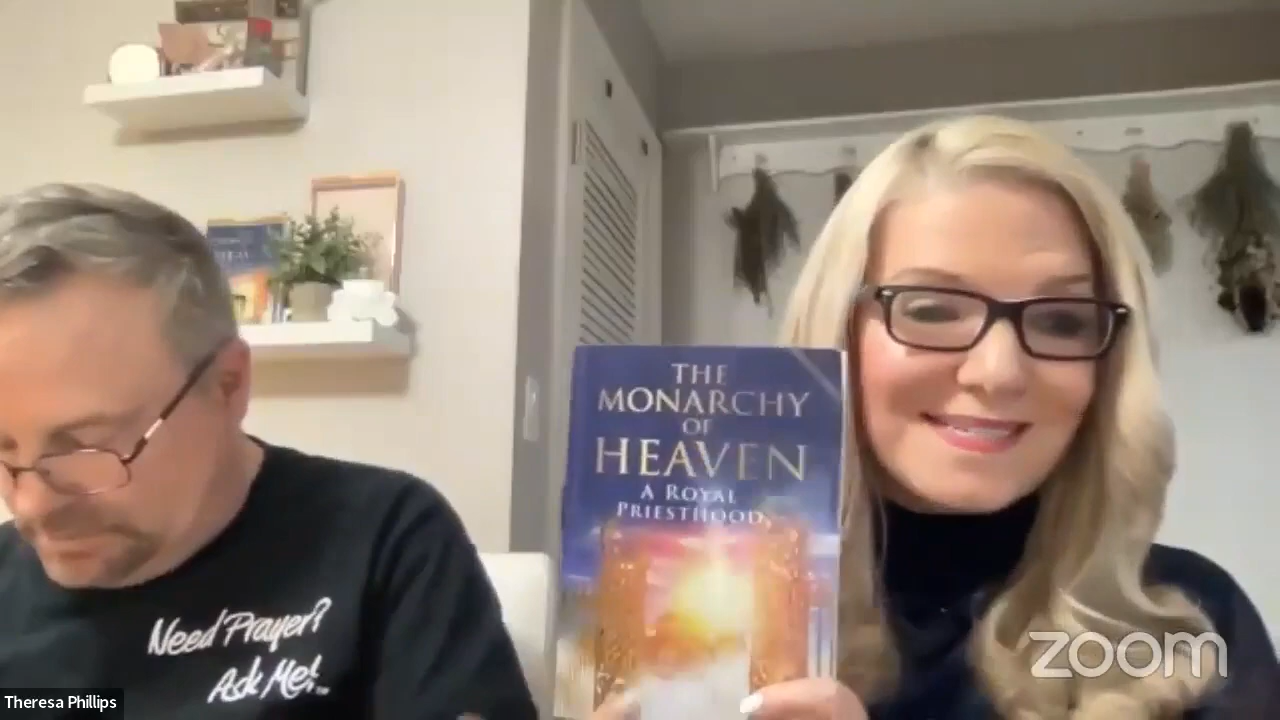 THE
MONARCHY
OF
HEAVEN
A ROYAL
PRIESTHOOD
Need Prayer?
Ask Me!
Theresa Phillips
zoom